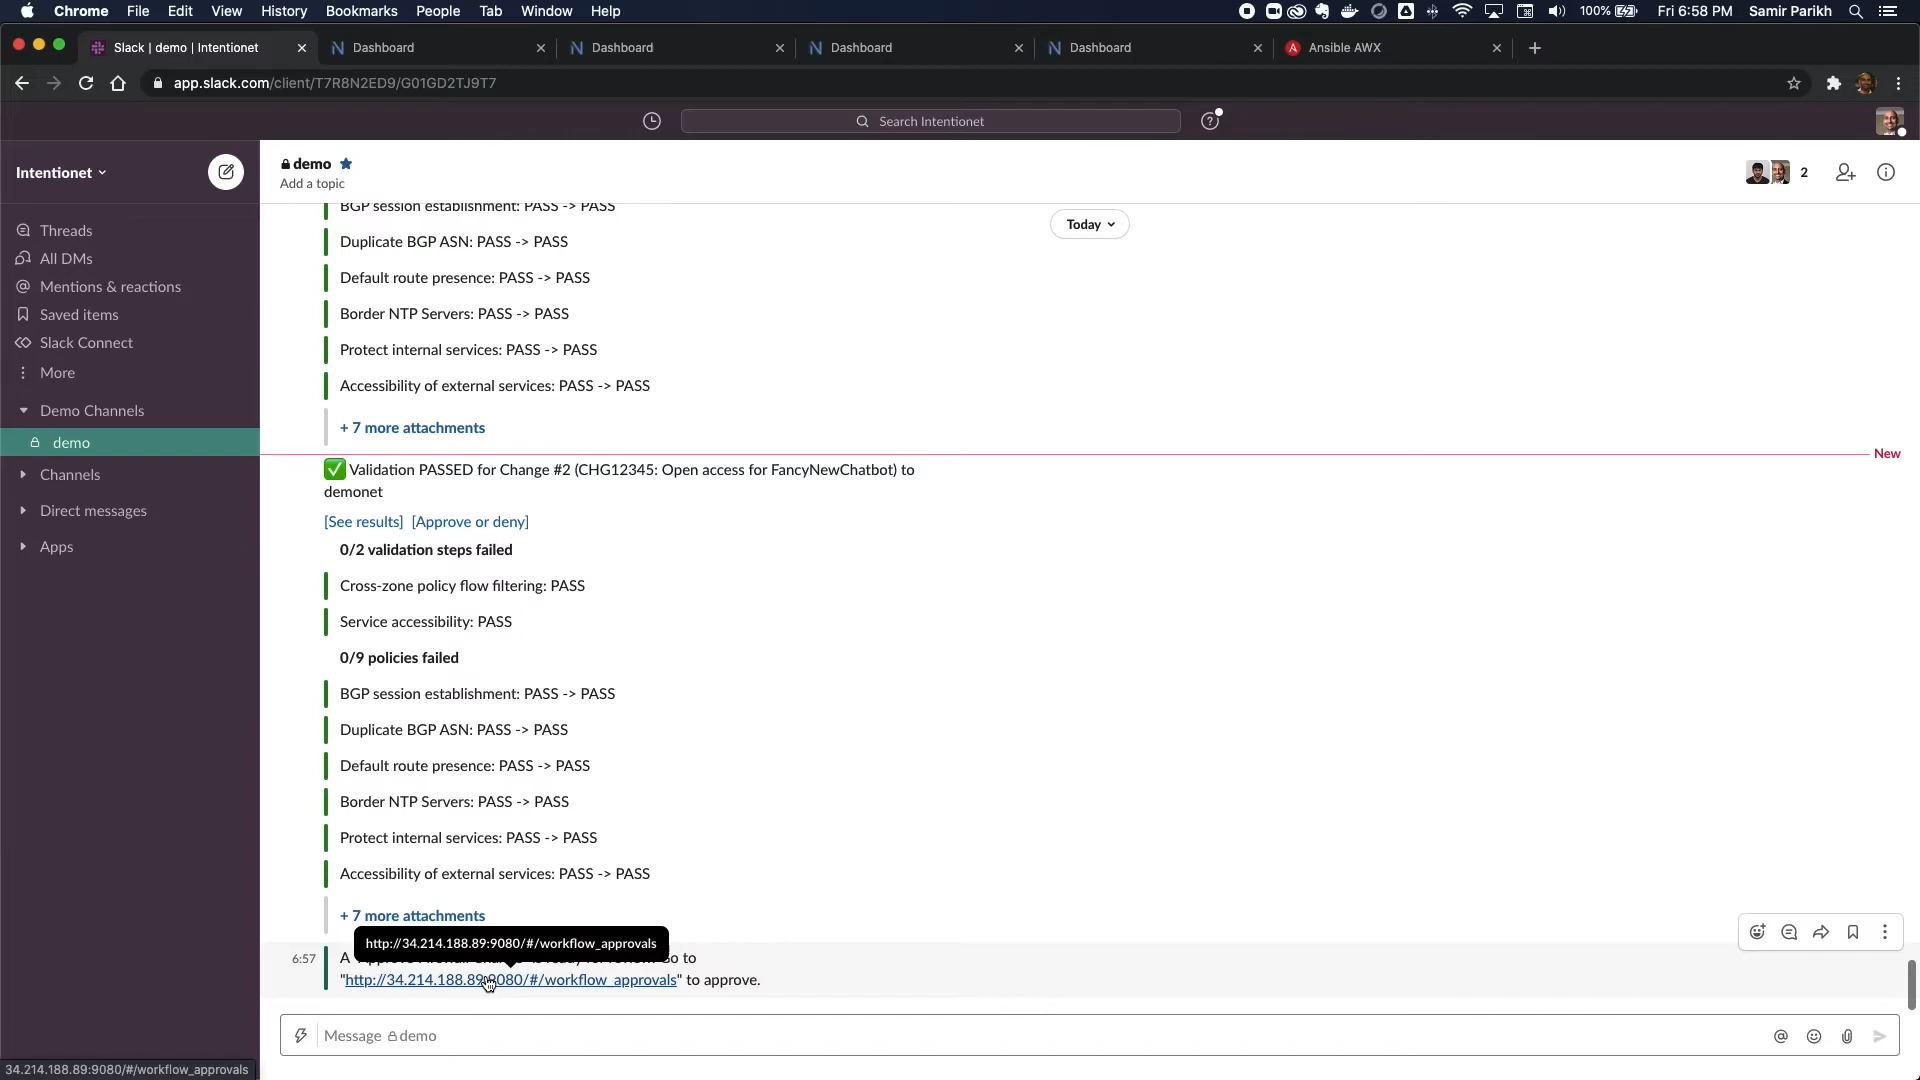 Chrome File Edit View History Bookmarks People Tab Window Help 100% Fri 6:58 PM Samir Parikh
Slack | demo | Intentionet Dashboard Dashboard Dashboard Dashboard Ansible AWX
app.slack.com/client/T7R8N2ED9/G01GD2TJ9T7
Search Intentionet
Intentionet
Threads
All DMs
Mentions & reactions
Saved items
Slack Connect
More
Demo Channels
demo
Channels
Direct messages
Apps
demo
Add a topic
2
Today
BGP session establishment: PASS -> PASS
Duplicate BGP ASN: PASS -> PASS
Default route presence: PASS -> PASS
Border NTP Servers: PASS -> PASS
Protect internal services: PASS -> PASS
Accessibility of external services: PASS -> PASS
+ 7 more attachments
New
Validation PASSED for Change #2 (CHG12345: Open access for FancyNewChatbot) to
demonet
[See results] [Approve or deny]
0/2 validation steps failed
Cross-zone policy flow filtering: PASS
Service accessibility: PASS
0/9 policies failed
BGP session establishment: PASS -> PASS
Duplicate BGP ASN: PASS -> PASS
Default route presence: PASS -> PASS
Border NTP Servers: PASS -> PASS
Protect internal services: PASS -> PASS
Accessibility of external services: PASS -> PASS
+ 7 more attachments
http://34.214.188.89:9080/#/workflow_approvals
6:57 A to
"http://34.214.188.89:9080/#/workflow_approvals" to approve.
Message demo
34.214.188.89:9080/#/workflow_approvals